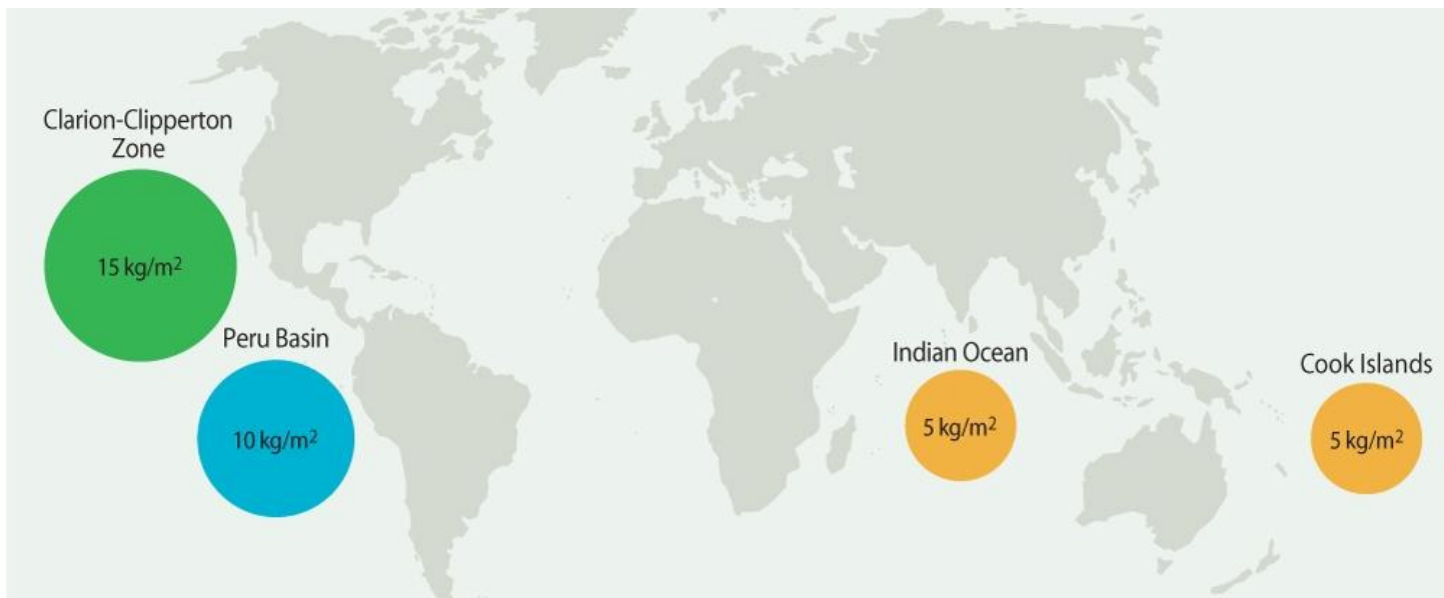 Clarion-Clipperton
Zone
15 kg/m²
Peru Basin
10 kg/m²
Indian Ocean
5 kg/m²
Cook Islands
5 kg/m²